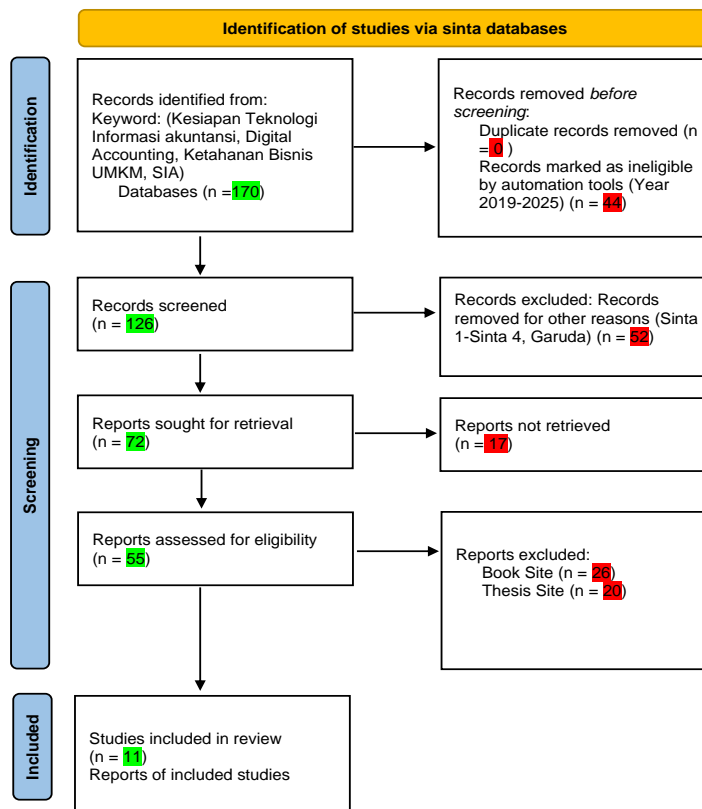 Identification of studies via sinta databases
Identification
Records identified from:
Keyword: (Kesiapan Teknologi
Informasi akuntansi, Digital
Accounting, Ketahanan Bisnis
UMKM, SIA)
Databases (n =170)
Records removed before
screening:
Duplicate records removed (n
= 0 )
Records marked as ineligible
by automation tools (Year
2019-2025) (n = 44)
Screening
Records screened
(n = 126)
Records excluded: Records
removed for other reasons (Sinta
1-Sinta 4, Garuda) (n = 52)
Reports sought for retrieval
(n = 72)
Reports not retrieved
(n = 17)
Reports assessed for eligibility
(n = 55)
Reports excluded:
Book Site (n = 26)
Thesis Site (n = 20)
Included
Studies included in review
(n = 11)
Reports of included studies